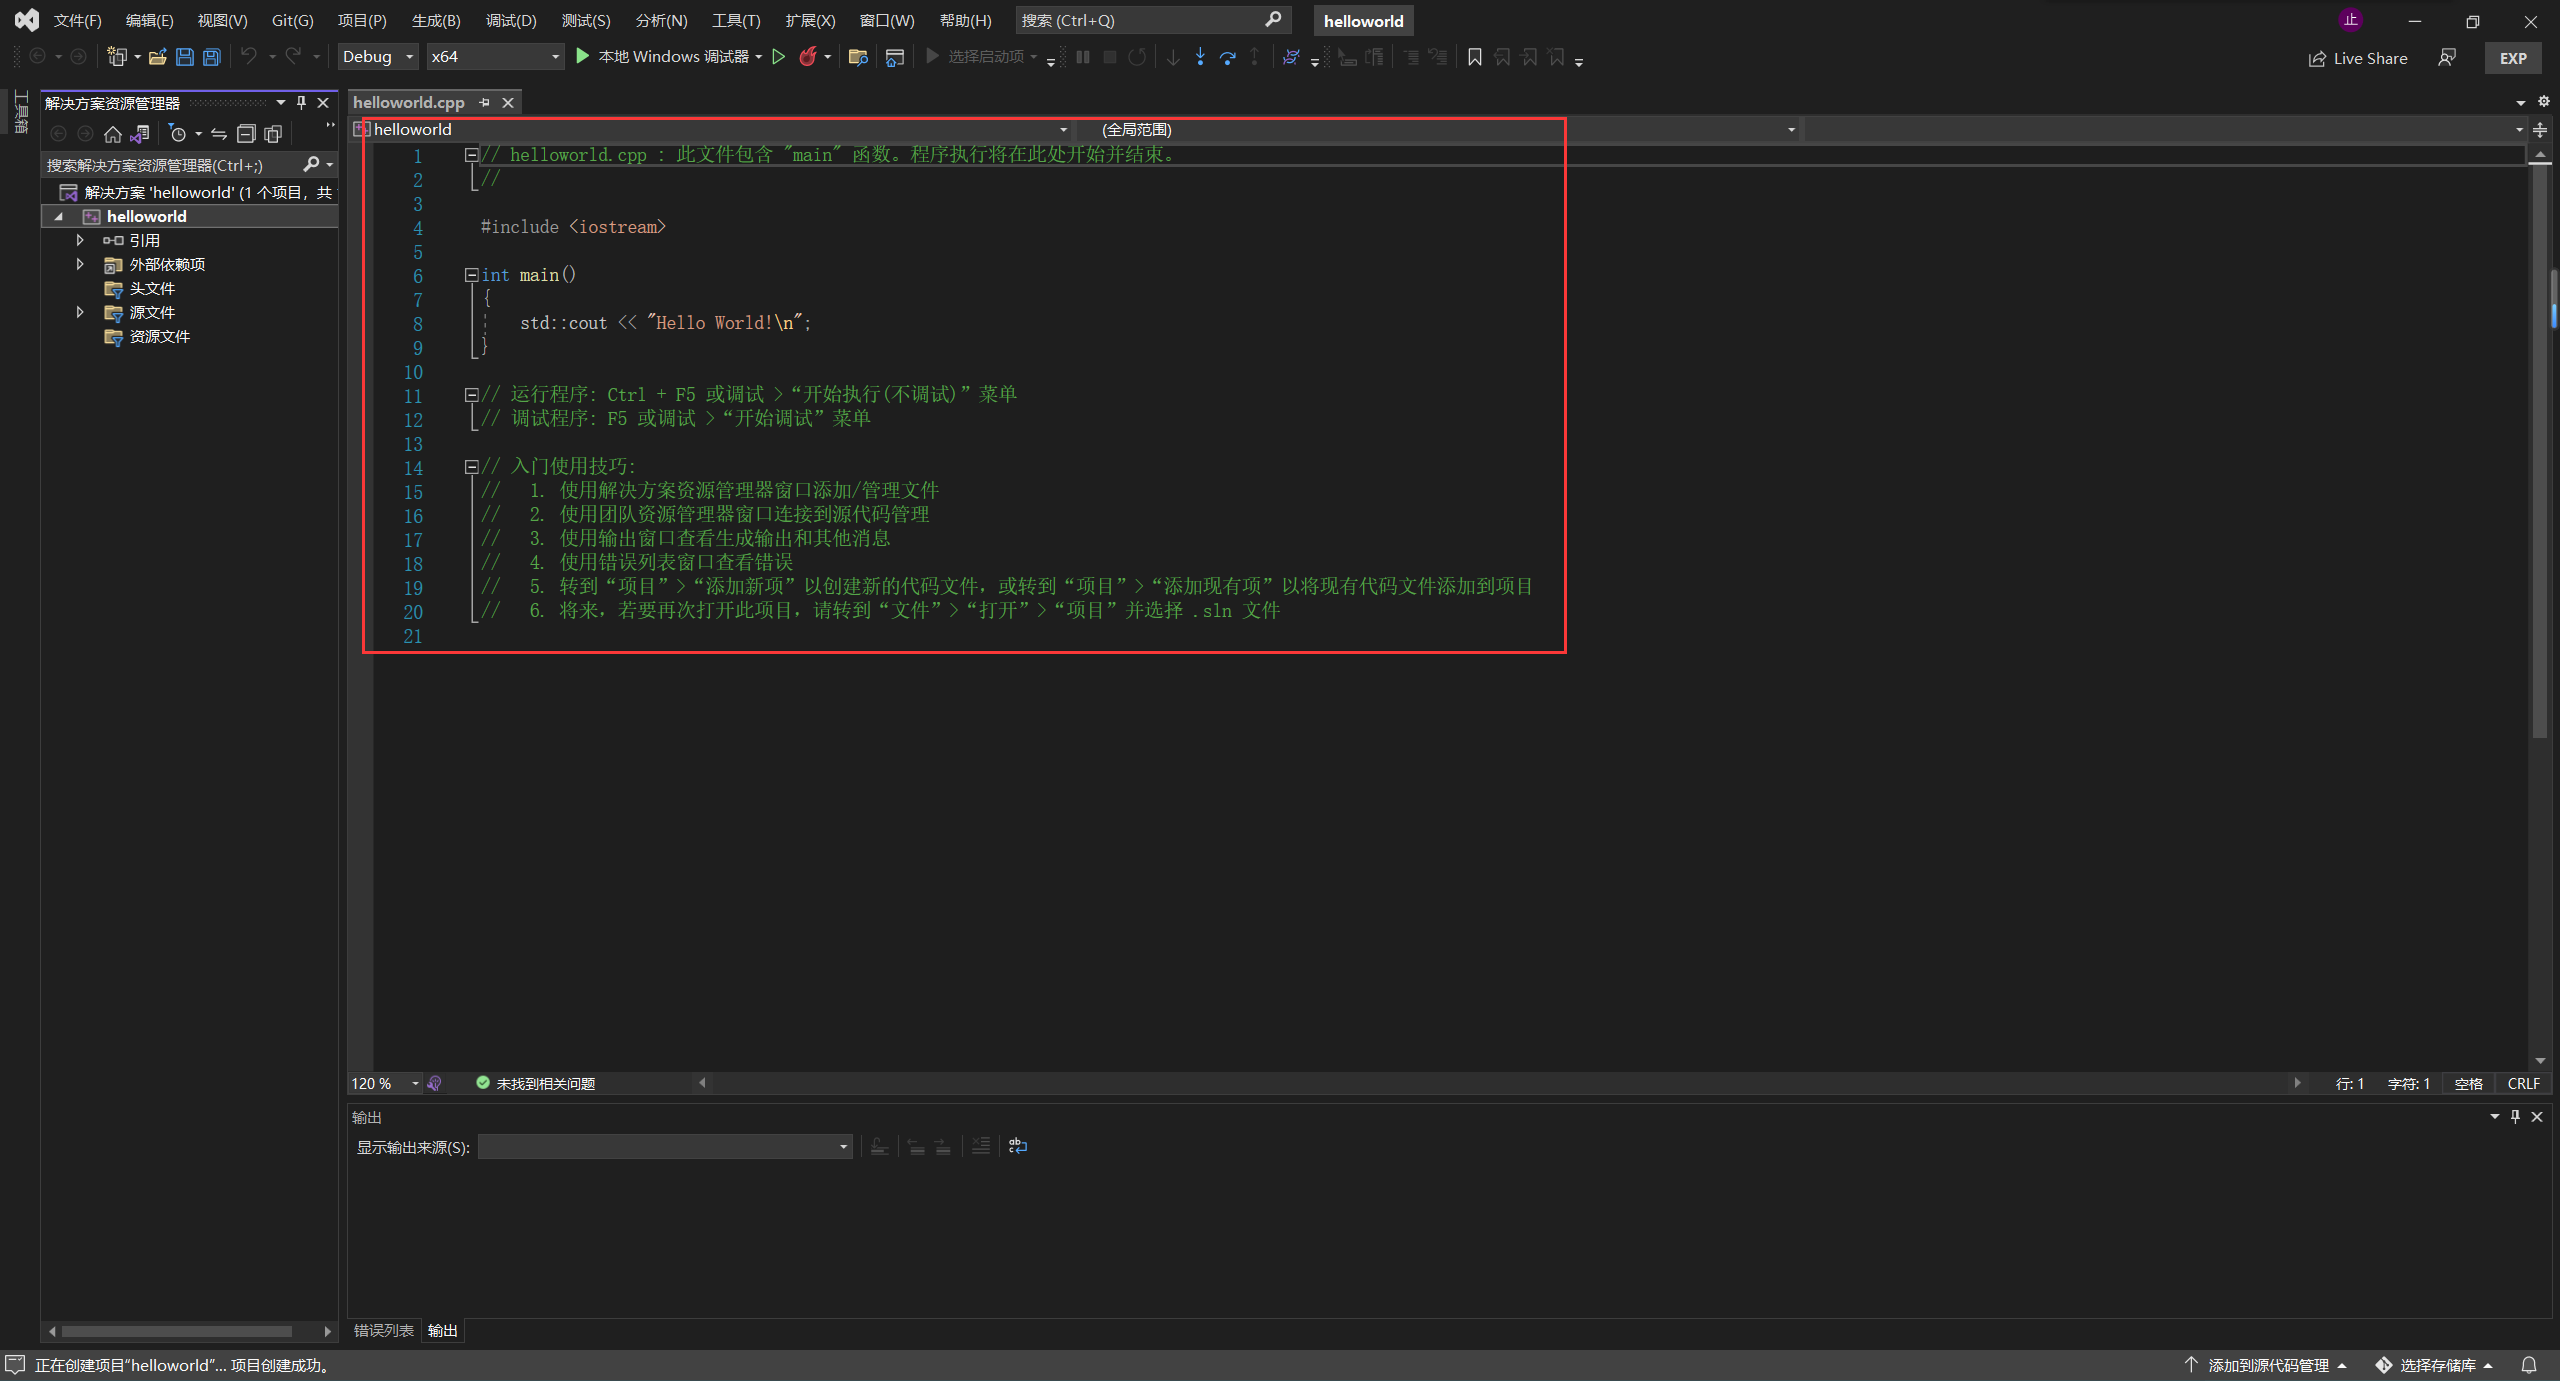 文件(F) 编辑(E) 视图(V) Git(G) 项目(P) 生成(B) 调试(D) 测试(S) 分析(N) 工具(T) 扩展(X) 窗口(W) 帮助(H) 搜索 (Ctrl+Q) helloworld 止
Debug x64 本地 Windows 调试器 选择启动项 Live Share EXP
工具箱
解决方案资源管理器
搜索解决方案资源管理器(Ctrl+;)
解决方案 'helloworld' (1 个项目, 共
helloworld
引用
外部依赖项
头文件
源文件
资源文件
helloworld.cpp
helloworld (全局范围)
1 // helloworld.cpp : 此文件包含 "main" 函数。程序执行将在此处开始并结束。
2 //
3
4 #include <iostream>
5
6 int main()
7 {
8 std::cout << "Hello World!\n";
9 }
10
11 // 运行程序: Ctrl + F5 或调试 >“开始执行(不调试)”菜单
12 // 调试程序: F5 或调试 >“开始调试”菜单
13
14 // 入门使用技巧:
15 // 1. 使用解决方案资源管理器窗口添加/管理文件
16 // 2. 使用团队资源管理器窗口连接到源代码管理
17 // 3. 使用输出窗口查看生成输出和其他消息
18 // 4. 使用错误列表窗口查看错误
19 // 5. 转到“项目”>“添加新项”以创建新的代码文件，或转到“项目”>“添加现有项”以将现有代码文件添加到项目
20 // 6. 将来，若要再次打开此项目，请转到“文件”>“打开”>“项目”并选择 .sln 文件
21
120 % 未找到相关问题 行: 1 字符: 1 空格 CRLF
输出
显示输出来源(S):
错误列表 输出
正在创建项目“helloworld”... 项目创建成功。 添加到源代码管理 选择存储库